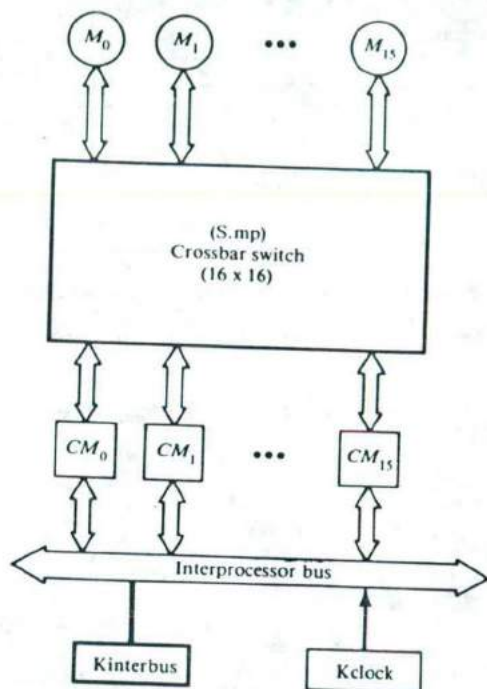 M0 M1 ••• M15
(S.mp)
Crossbar switch
(16 x 16)
CM0 CM1 ••• CM15
Interprocessor bus
Kinterbus Kclock